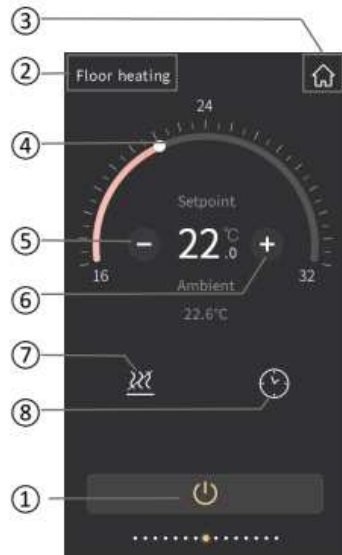 ③
② Floor heating
24
④
Setpoint
⑤ − 22 ℃ .0 +
16 32
⑥ Ambient
22.6℃
⑦
⑧
①